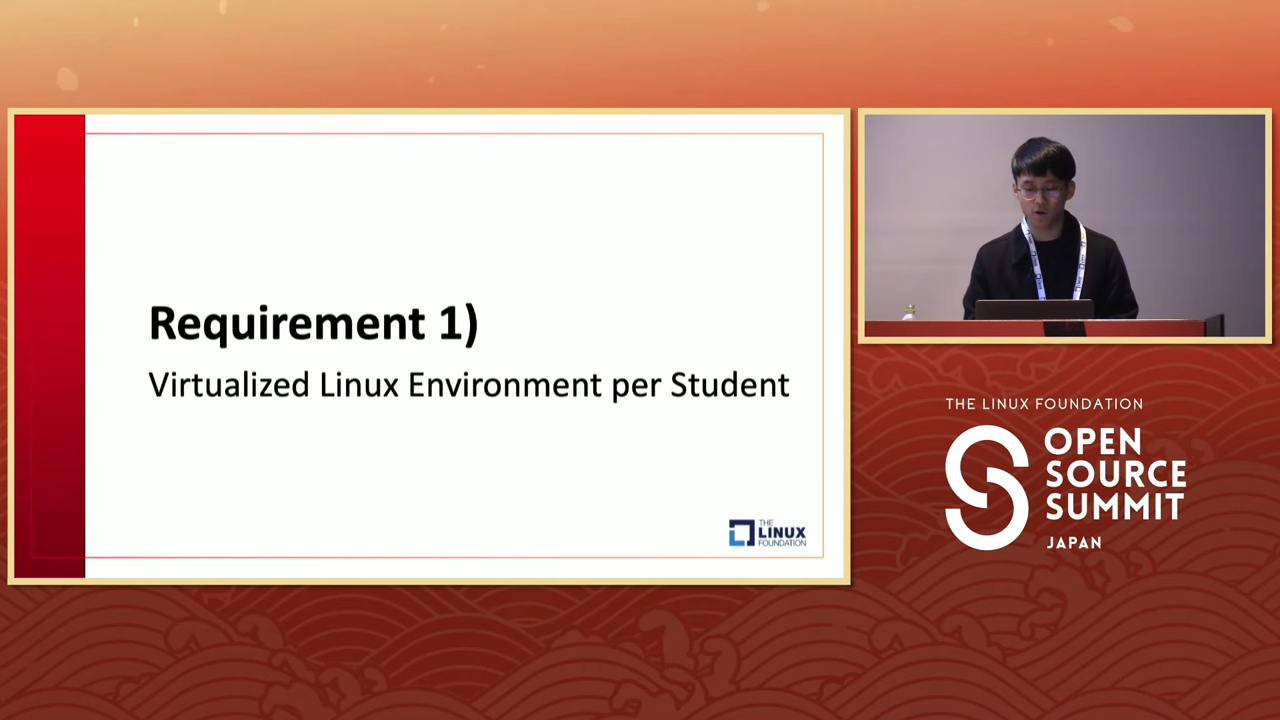 Requirement 1)
Virtualized Linux Environment per Student
THE
LINUX
FOUNDATION
THE LINUX FOUNDATION
OPEN
SOURCE
SUMMIT
JAPAN